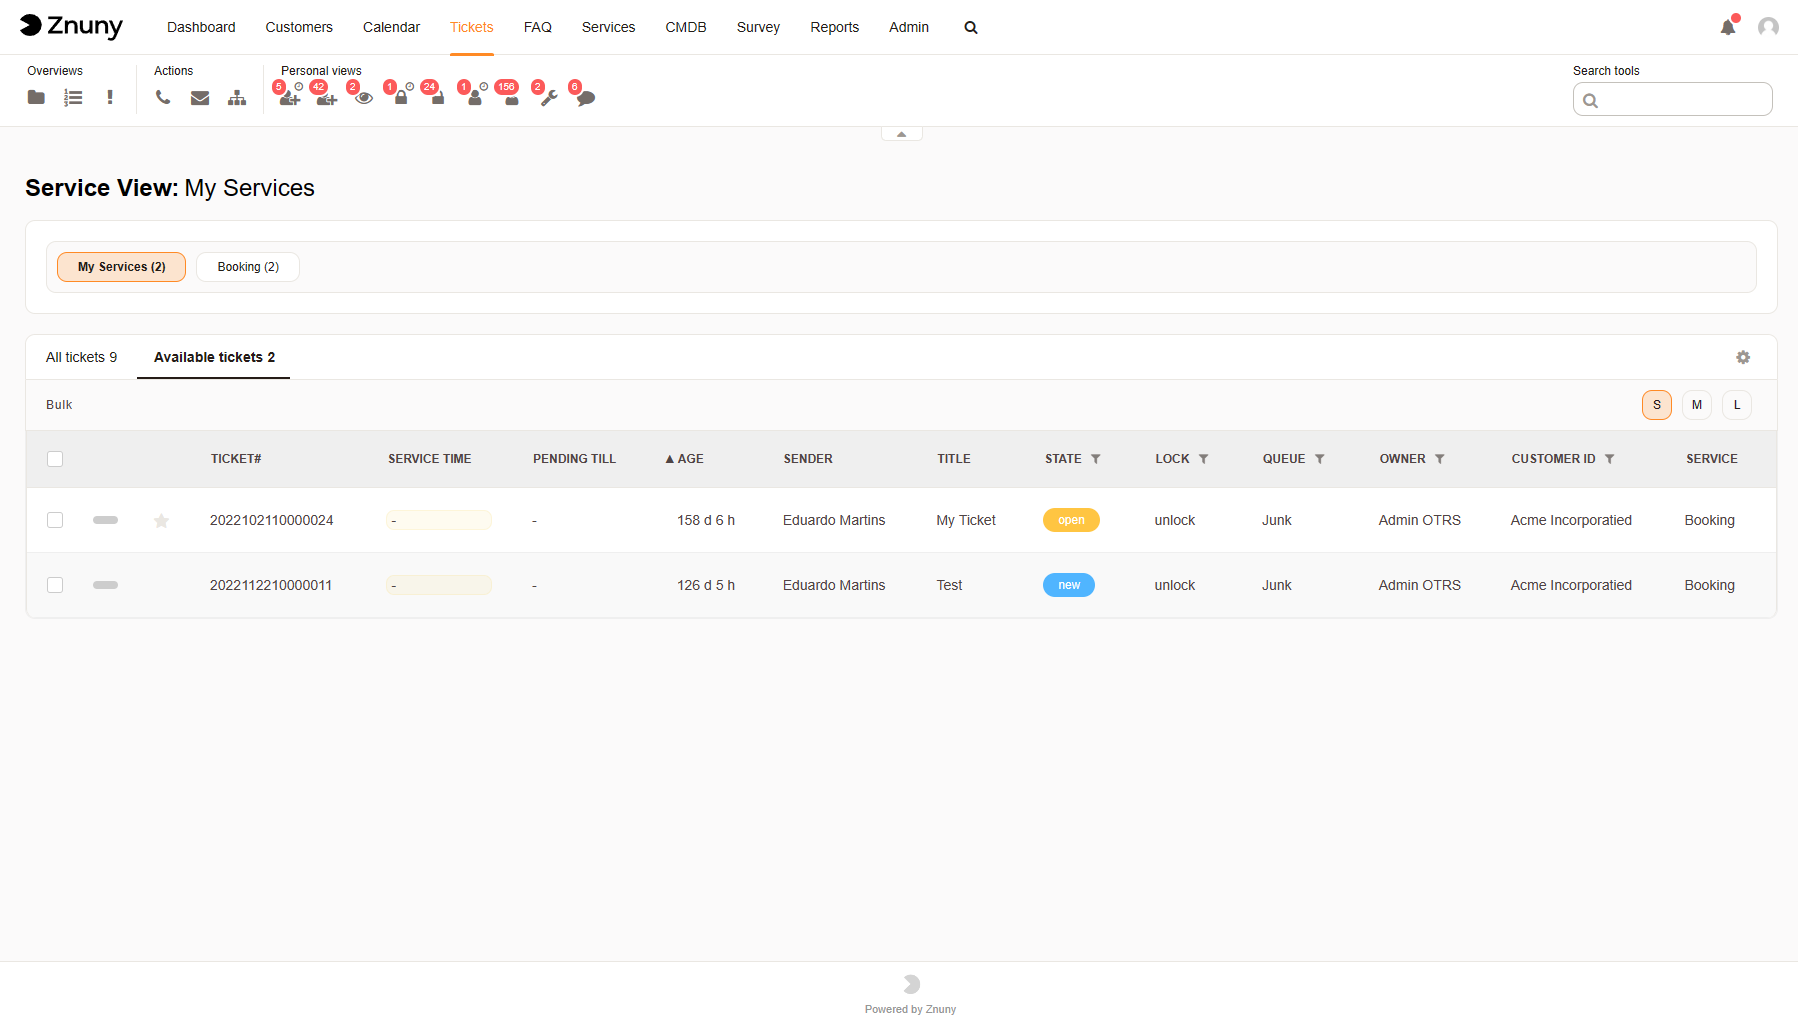 Znuny Dashboard Customers Calendar Tickets FAQ Services CMDB Survey Reports Admin
Overviews Actions Personal views Search tools
5 42 2 1 24 1 156 2 6
Service View: My Services
My Services (2) Booking (2)
All tickets 9 Available tickets 2
Bulk S M L
TICKET# SERVICE TIME PENDING TILL ▲ AGE SENDER TITLE STATE LOCK QUEUE OWNER CUSTOMER ID SERVICE
2022102110000024 - - 158 d 6 h Eduardo Martins My Ticket open unlock Junk Admin OTRS Acme Incorporatied Booking
2022112210000011 - - 126 d 5 h Eduardo Martins Test new unlock Junk Admin OTRS Acme Incorporatied Booking
Powered by Znuny